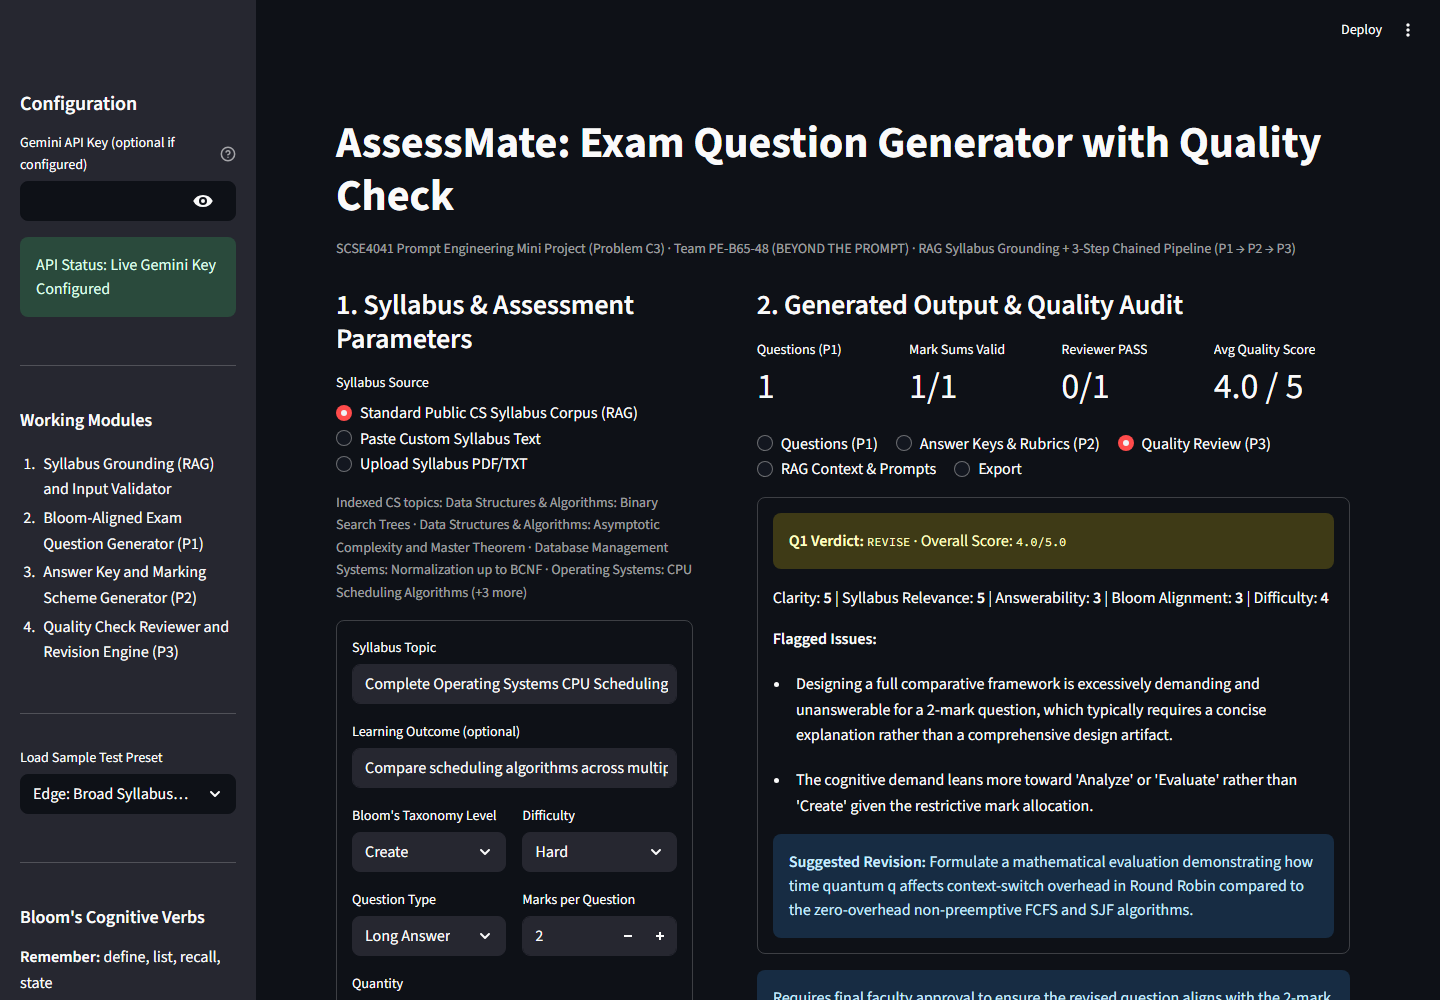 Deploy
Configuration
Gemini API Key (optional if
configured)
API Status: Live Gemini Key
Configured
Working Modules
1. Syllabus Grounding (RAG)
and Input Validator
2. Bloom-Aligned Exam
Question Generator (P1)
3. Answer Key and Marking
Scheme Generator (P2)
4. Quality Check Reviewer and
Revision Engine (P3)
Load Sample Test Preset
Edge: Broad Syllabus...
Bloom's Cognitive Verbs
Remember: define, list, recall,
state
AssessMate: Exam Question Generator with Quality
Check
SCSE4041 Prompt Engineering Mini Project (Problem C3) · Team PE-B65-48 (BEYOND THE PROMPT) · RAG Syllabus Grounding + 3-Step Chained Pipeline (P1 → P2 → P3)
1. Syllabus & Assessment
Parameters
Syllabus Source
Standard Public CS Syllabus Corpus (RAG)
Paste Custom Syllabus Text
Upload Syllabus PDF/TXT
Indexed CS topics: Data Structures & Algorithms: Binary
Search Trees · Data Structures & Algorithms: Asymptotic
Complexity and Master Theorem · Database Management
Systems: Normalization up to BCNF · Operating Systems: CPU
Scheduling Algorithms (+3 more)
Syllabus Topic
Complete Operating Systems CPU Scheduling
Learning Outcome (optional)
Compare scheduling algorithms across multip
Bloom's Taxonomy Level Difficulty
Create Hard
Question Type Marks per Question
Long Answer 2
Quantity
2. Generated Output & Quality Audit
Questions (P1) Mark Sums Valid Reviewer PASS Avg Quality Score
1 1/1 0/1 4.0 / 5
Questions (P1) Answer Keys & Rubrics (P2) Quality Review (P3)
RAG Context & Prompts Export
Q1 Verdict: REVISE · Overall Score: 4.0/5.0
Clarity: 5 | Syllabus Relevance: 5 | Answerability: 3 | Bloom Alignment: 3 | Difficulty: 4
Flagged Issues:
• Designing a full comparative framework is excessively demanding and
unanswerable for a 2-mark question, which typically requires a concise
explanation rather than a comprehensive design artifact.
• The cognitive demand leans more toward 'Analyze' or 'Evaluate' rather than
'Create' given the restrictive mark allocation.
Suggested Revision: Formulate a mathematical evaluation demonstrating how
time quantum q affects context-switch overhead in Round Robin compared to
the zero-overhead non-preemptive FCFS and SJF algorithms.
Requires final faculty approval to ensure the revised question aligns with the 2-mark